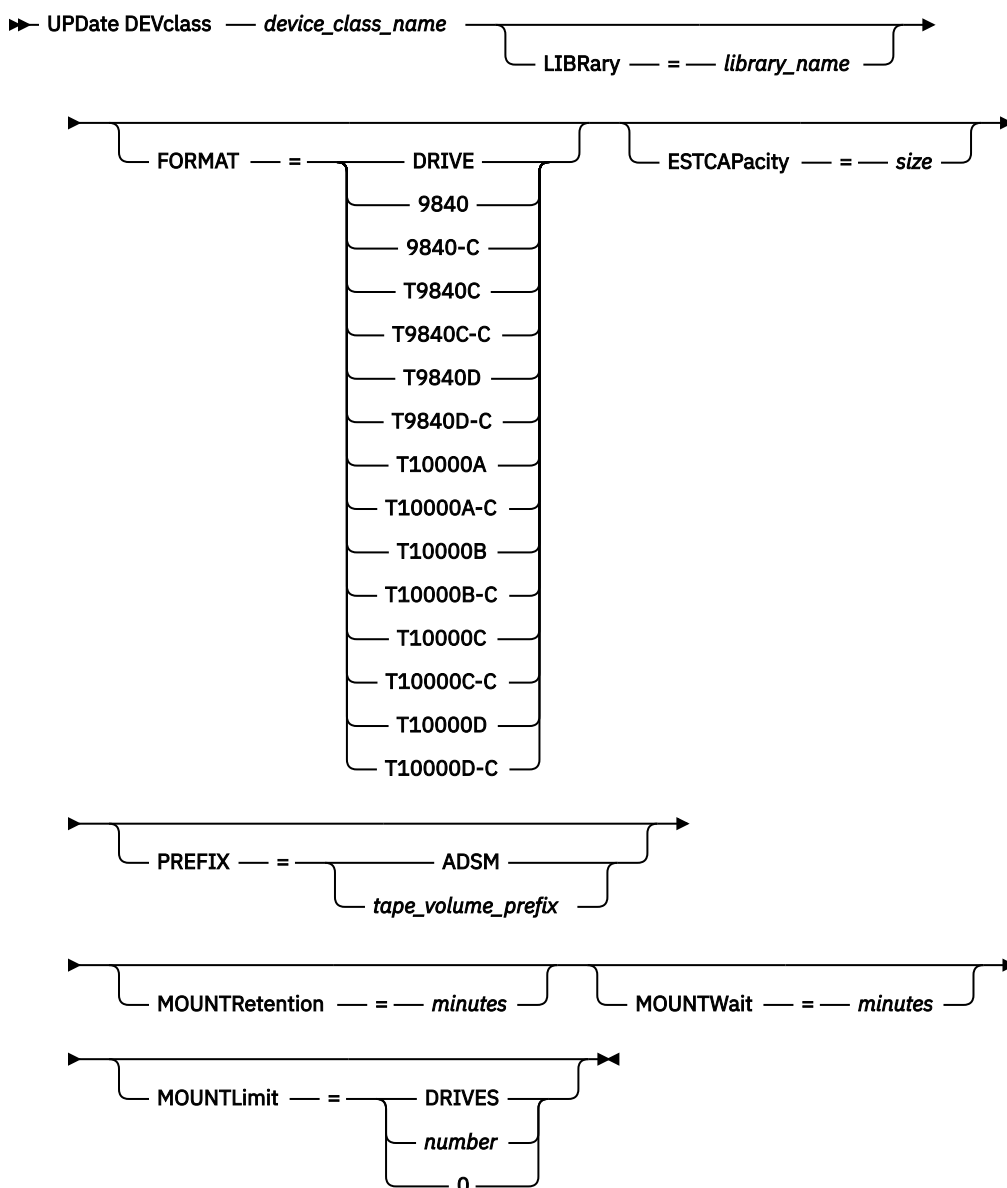 UPDate DEVclass device_class_name
LIBRary = library_name
FORMAT = DRIVE ESTCAPacity = size
9840
9840-C
T9840C
T9840C-C
T9840D
T9840D-C
T10000A
T10000A-C
T10000B
T10000B-C
T10000C
T10000C-C
T10000D
T10000D-C
PREFIX = ADSM
tape_volume_prefix
MOUNTRetention = minutes MOUNTWait = minutes
MOUNTLimit = DRIVES
number
0